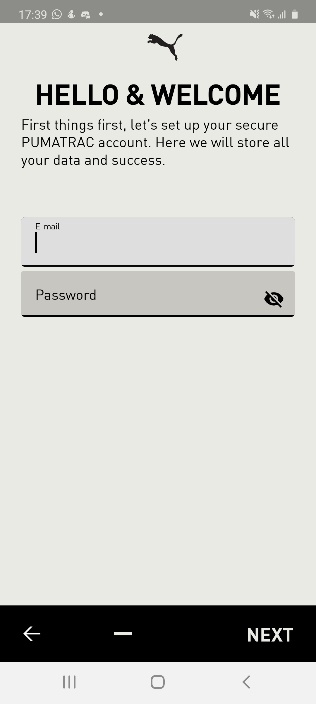 17:39
HELLO & WELCOME
First things first, let's set up your secure
PUMATRAC account. Here we will store all
your data and success.
E mail
Password
NEXT